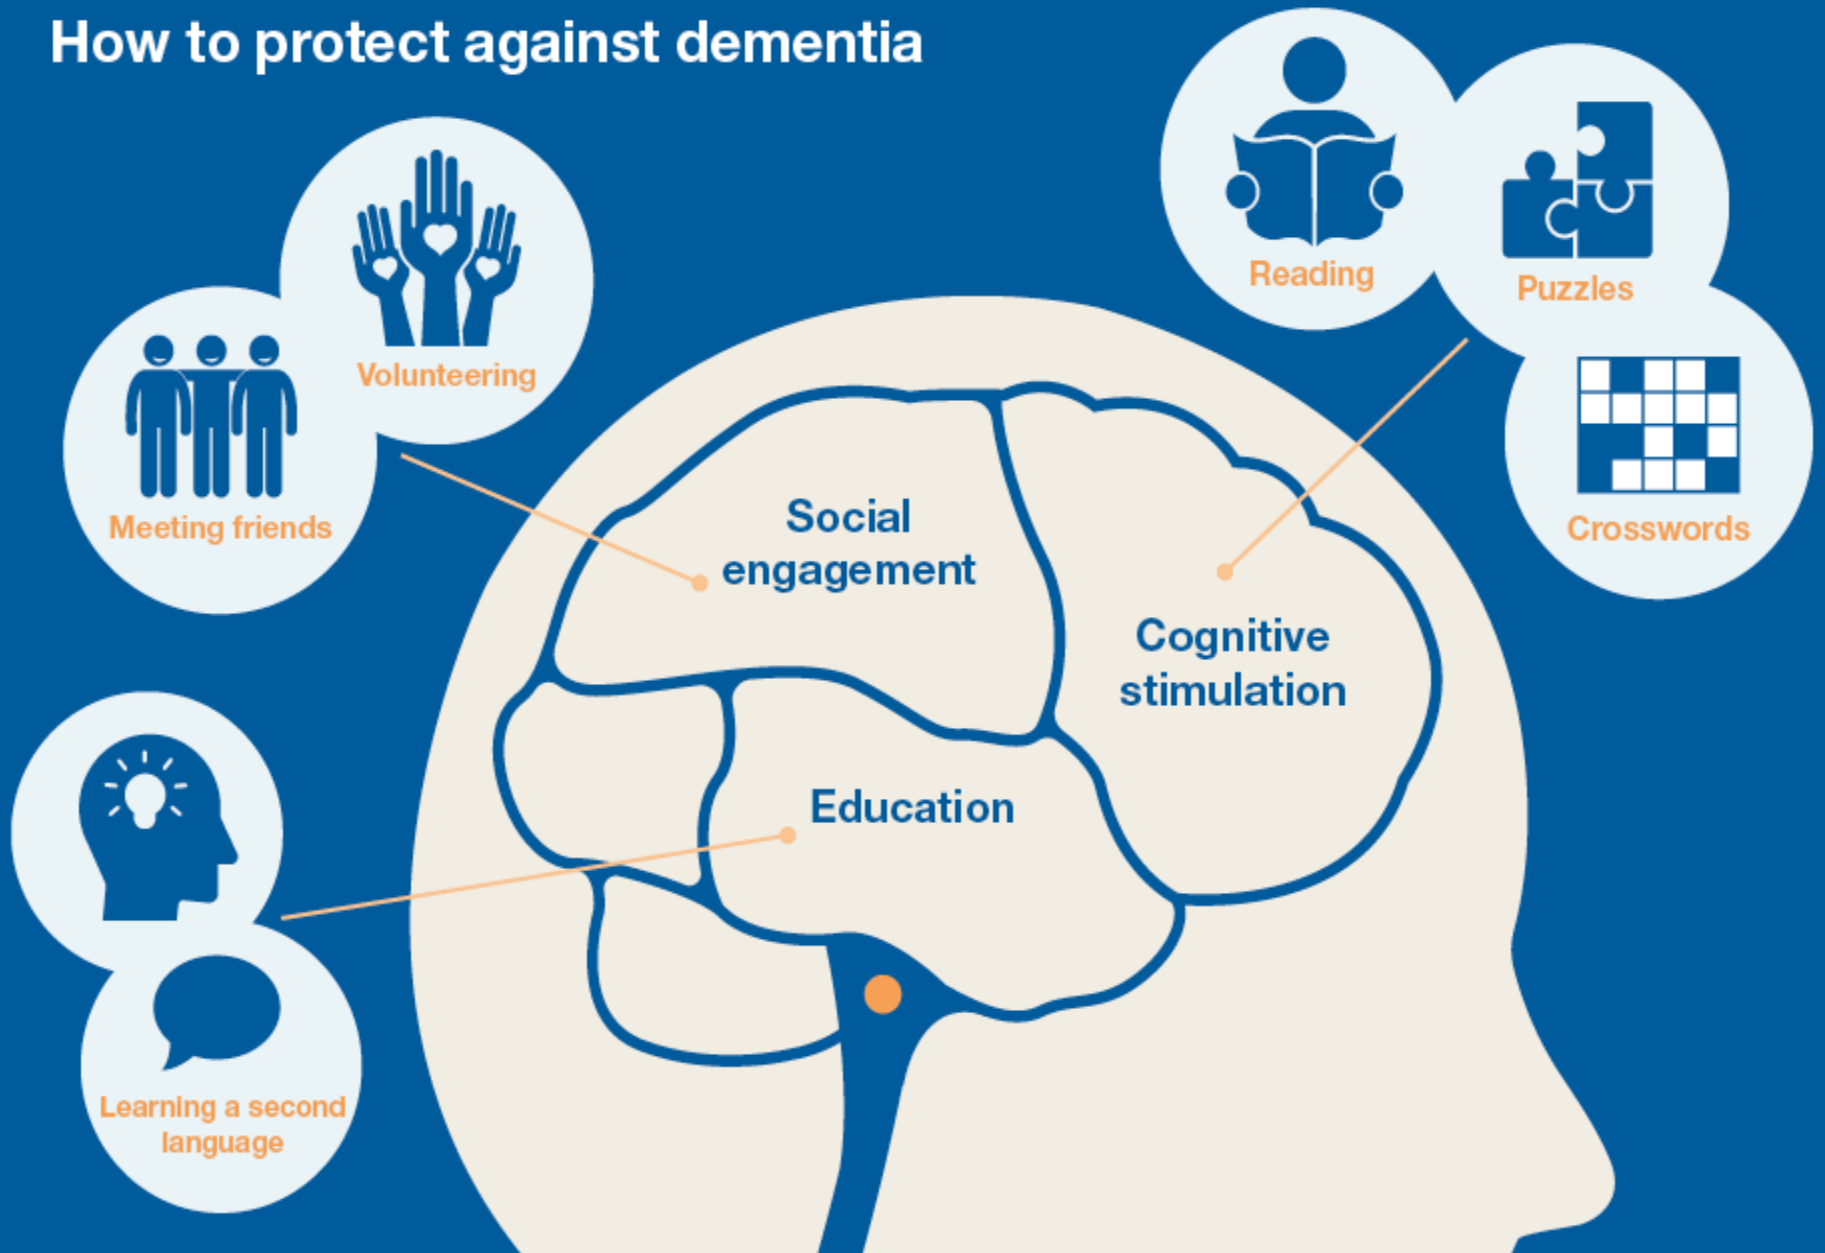 How to protect against dementia
Volunteering
Meeting friends
Reading
Puzzles
Crosswords
Social
engagement
Cognitive
stimulation
Education
Learning a second
language